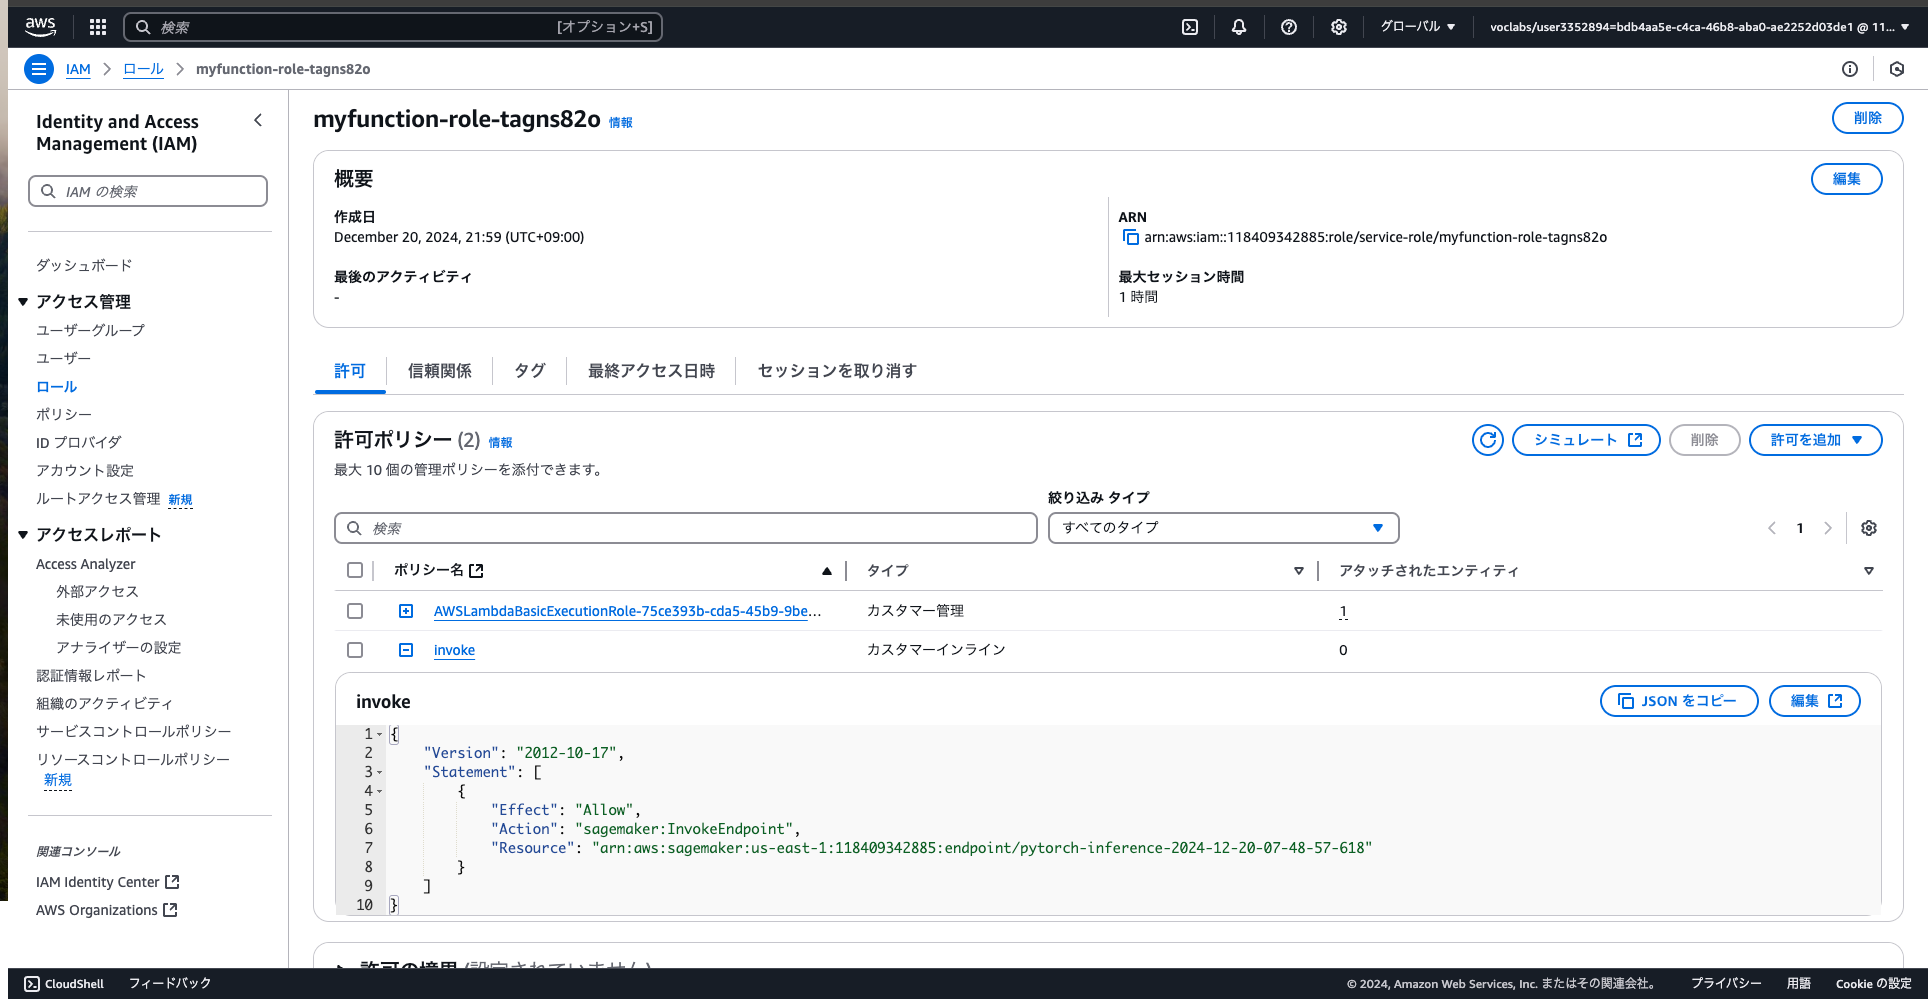 aws
検索
[オプション+S]
グローバル
voclabs/user3352894=bdb4aa5e-c4ca-46b8-aba0-ae2252d03de1 @ 11...
IAM
ロール
myfunction-role-tagns82o
Identity and Access
Management (IAM)
IAM の検索
ダッシュボード
アクセス管理
ユーザーグループ
ユーザー
ロール
ポリシー
ID プロバイダ
アカウント設定
ルートアクセス管理 新規
アクセスレポート
Access Analyzer
外部アクセス
未使用のアクセス
アナライザーの設定
認証情報レポート
組織のアクティビティ
サービスコントロールポリシー
リソースコントロールポリシー
新規
関連コンソール
IAM Identity Center
AWS Organizations
myfunction-role-tagns82o 情報
削除
概要
編集
作成日
December 20, 2024, 21:59 (UTC+09:00)
最後のアクティビティ
-
ARN
arn:aws:iam::118409342885:role/service-role/myfunction-role-tagns82o
最大セッション時間
1 時間
許可
信頼関係
タグ
最終アクセス日時
セッションを取り消す
許可ポリシー (2) 情報
最大 10 個の管理ポリシーを添付できます。
シミュレート
削除
許可を追加
絞り込み タイプ
検索
すべてのタイプ
1
ポリシー名
タイプ
アタッチされたエンティティ
AWSLambdaBasicExecutionRole-75ce393b-cda5-45b9-9be...
カスタマー管理
1
invoke
カスタマーインライン
0
invoke
JSON をコピー
編集
1 {
2 "Version": "2012-10-17",
3 "Statement": [
4 {
5 "Effect": "Allow",
6 "Action": "sagemaker:InvokeEndpoint",
7 "Resource": "arn:aws:sagemaker:us-east-1:118409342885:endpoint/pytorch-inference-2024-12-20-07-48-57-618"
8 }
9 ]
10 }
許可の境界 (設定されていません)
CloudShell
フィードバック
© 2024, Amazon Web Services, Inc. またはその関連会社。
プライバシー
用語
Cookie の設定